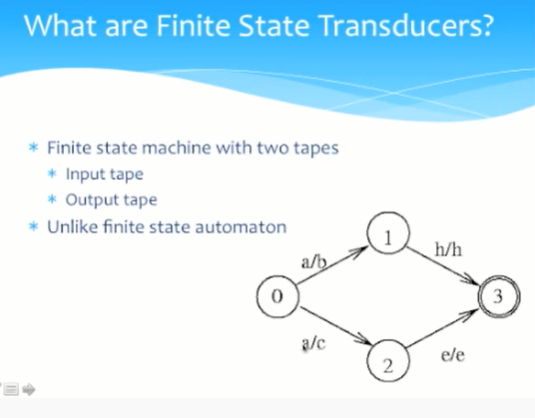 What are Finite State Transducers?
* Finite state machine with two tapes
* Input tape
* Output tape
* Unlike finite state automaton
1
a/b
h/h
0
3
a/c
e/e
2